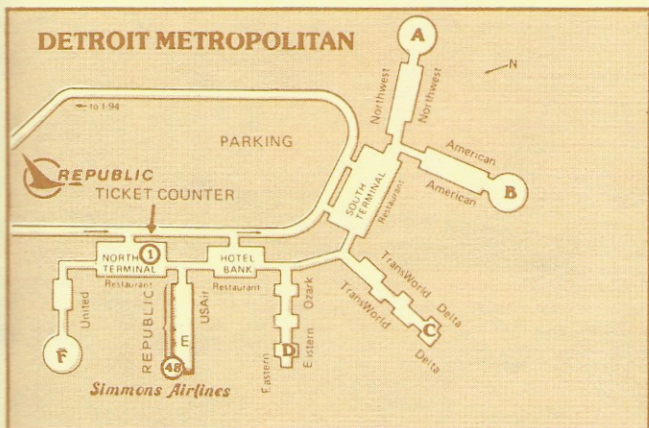 DETROIT METROPOLITAN
A
N
Northwest
Northwest
← to I-94
PARKING
American
American
B
REPUBLIC
TICKET COUNTER
SOUTH TERMINAL
Restaurant
NORTH
TERMINAL
1
Restaurant
HOTEL
BANK
Restaurant
TransWorld
TransWorld
Delta
Delta
C
United
F
REPUBLIC
E
USAir
48
Ozark
D
Eastern
Eastern
Simmons Airlines